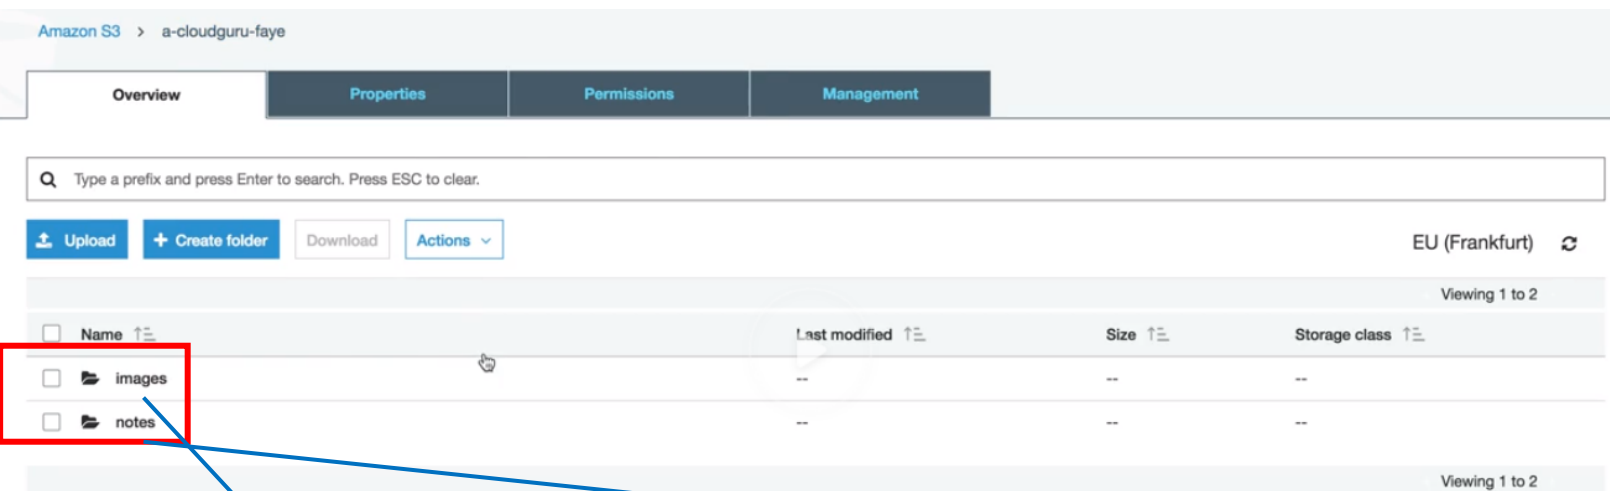 Amazon S3 > a-cloudguru-faye
Overview Properties Permissions Management
Type a prefix and press Enter to search. Press ESC to clear.
Upload + Create folder Download Actions EU (Frankfurt)
Viewing 1 to 2
Name Last modified Size Storage class
images -- -- --
notes -- -- --
Viewing 1 to 2